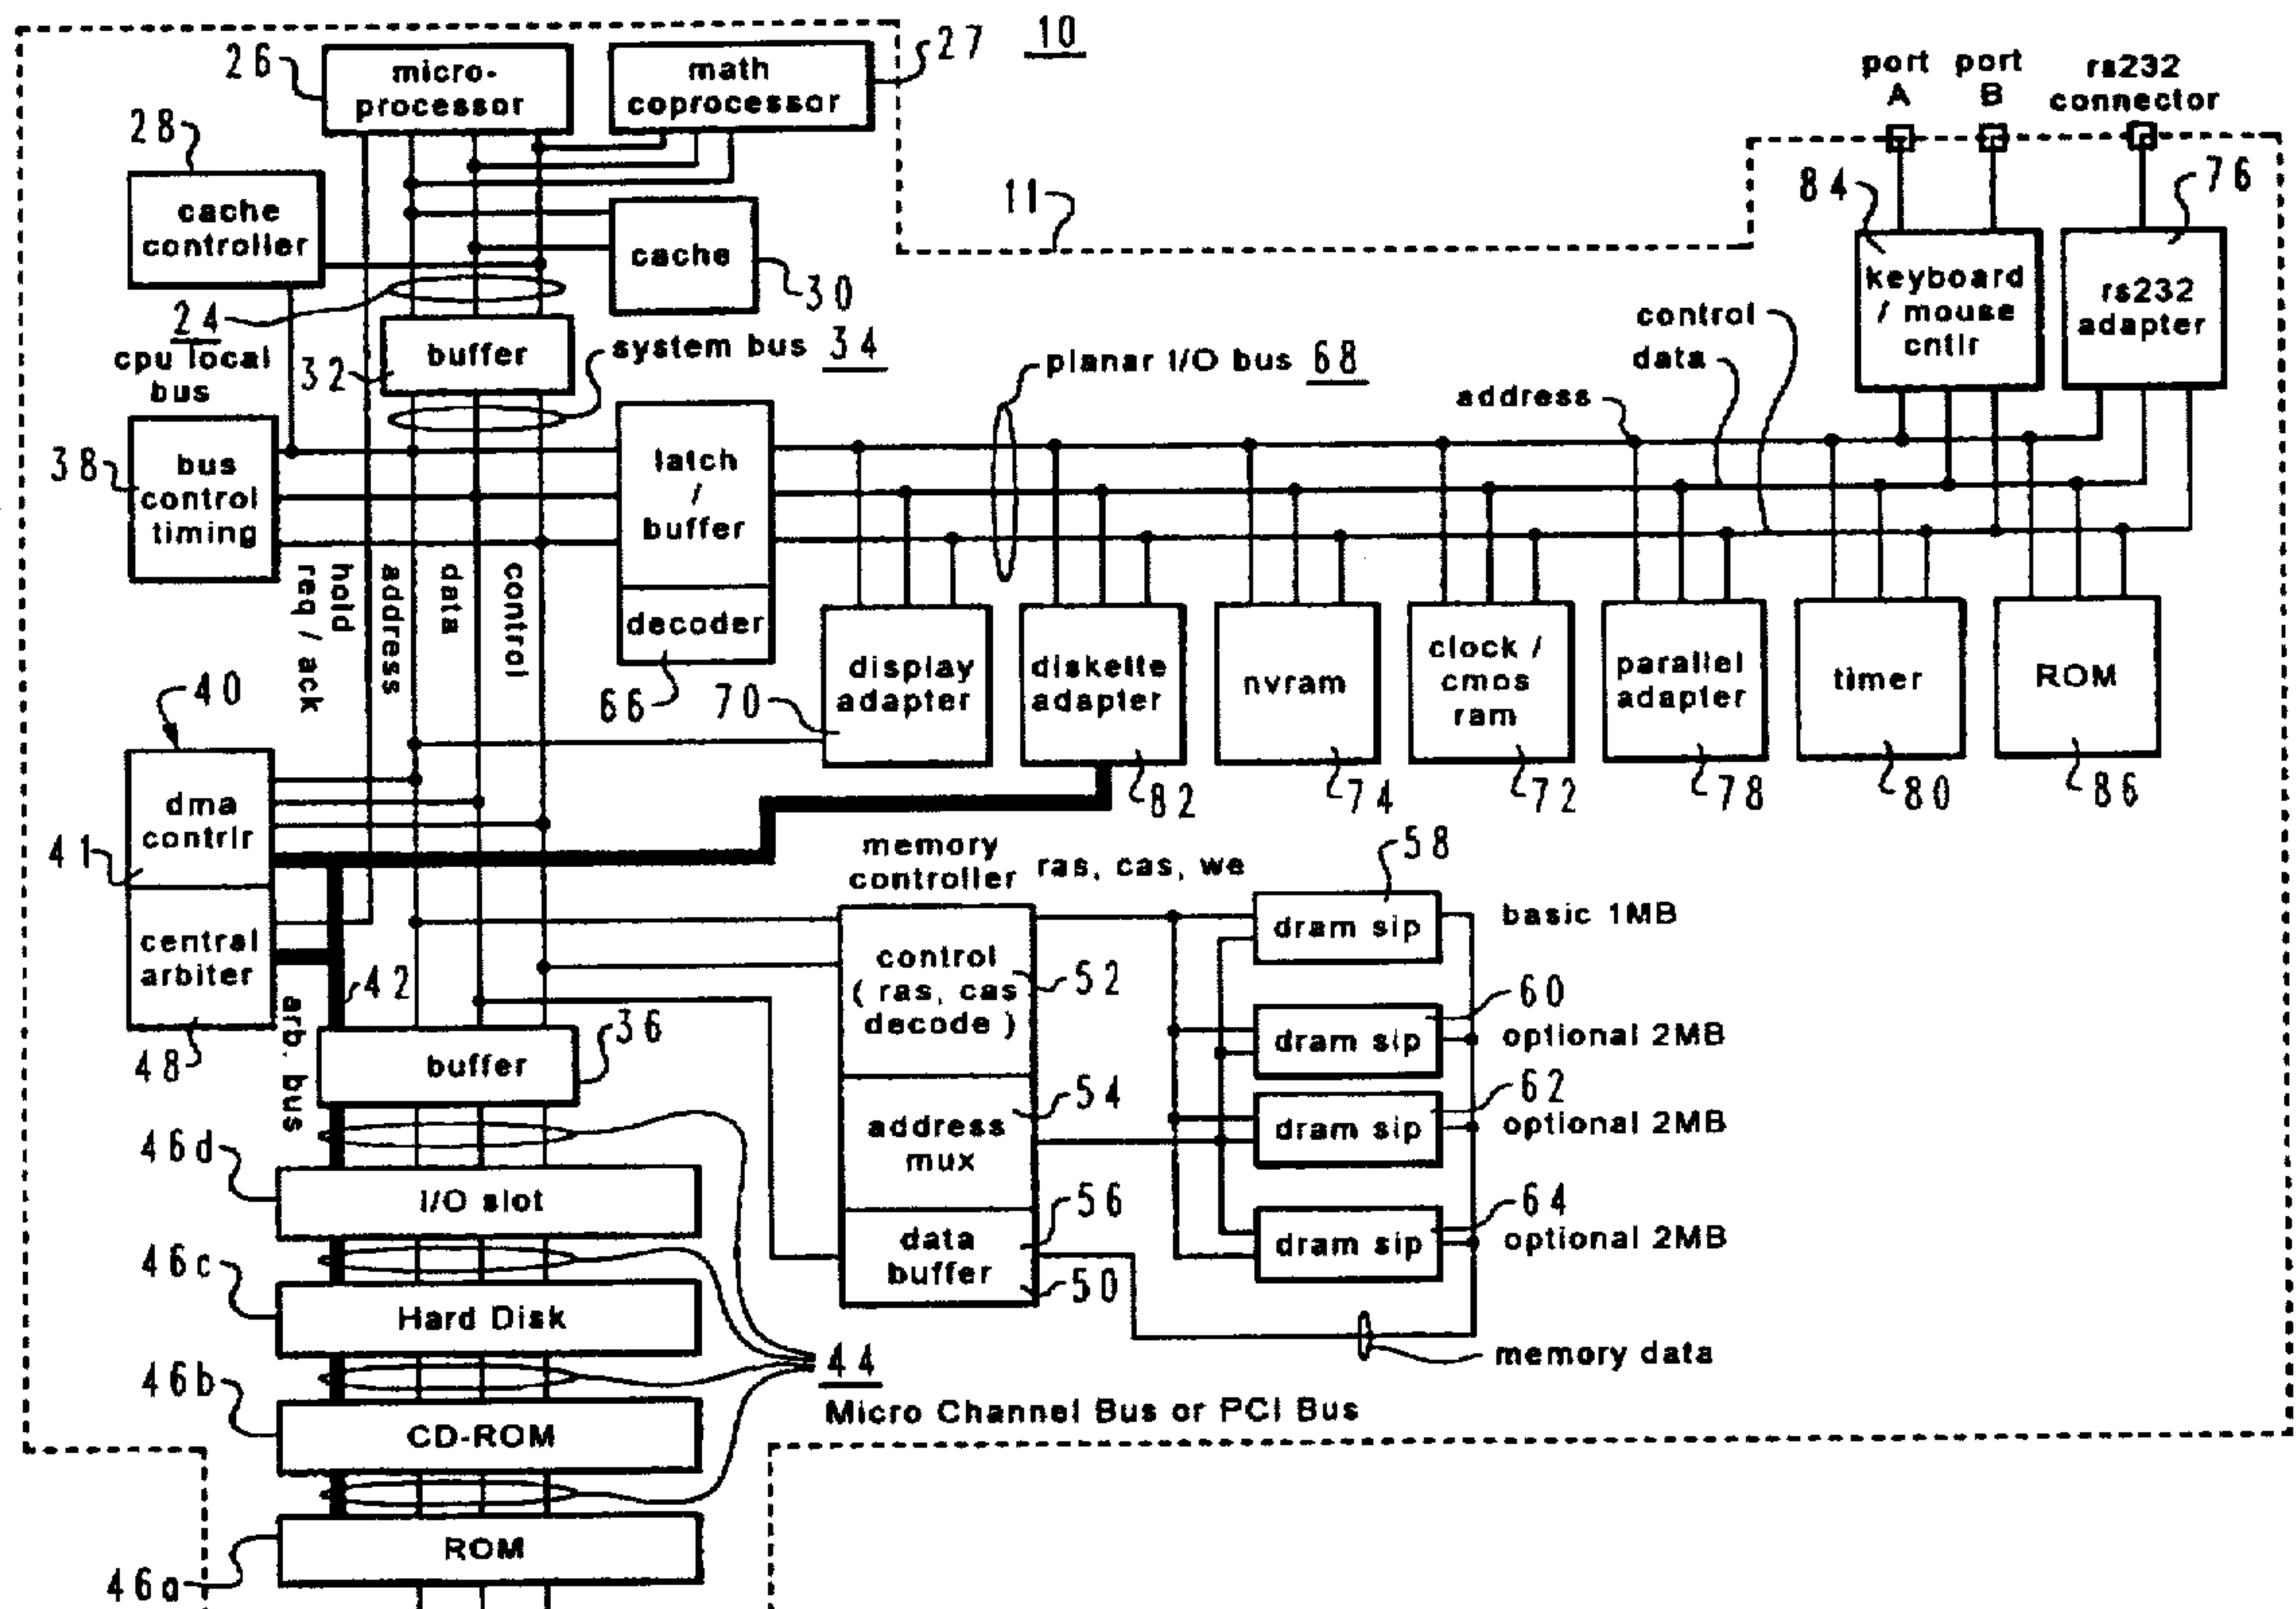 10
26
micro-
processor
math
coprocessor
27
port
A
port
B
rs232
connector
28
cache
controller
11
84
76
cache
30
keyboard
/ mouse
cntlr
rs232
adapter
24
cpu local
bus
32
buffer
system bus 34
planar I/O bus 68
control
data
address
38
bus
control
timing
latch
/
buffer
decoder
66
hold
req / ack
address
data
control
70
display
adapter
diskette
adapter
82
nvram
74
clock /
cmos
ram
72
parallel
adapter
78
timer
80
ROM
86
40
dma
contrlr
41
central
arbiter
48
42
arb. bus
buffer
36
memory
controller
ras, cas, we
control
( ras, cas
decode )
52
address
mux
54
data
buffer
56
50
58
dram sip
basic 1MB
60
dram sip
optional 2MB
62
dram sip
optional 2MB
64
dram sip
optional 2MB
memory data
46d
I/O slot
46c
Hard Disk
46b
CD-ROM
44
Micro Channel Bus or PCI Bus
46a
ROM